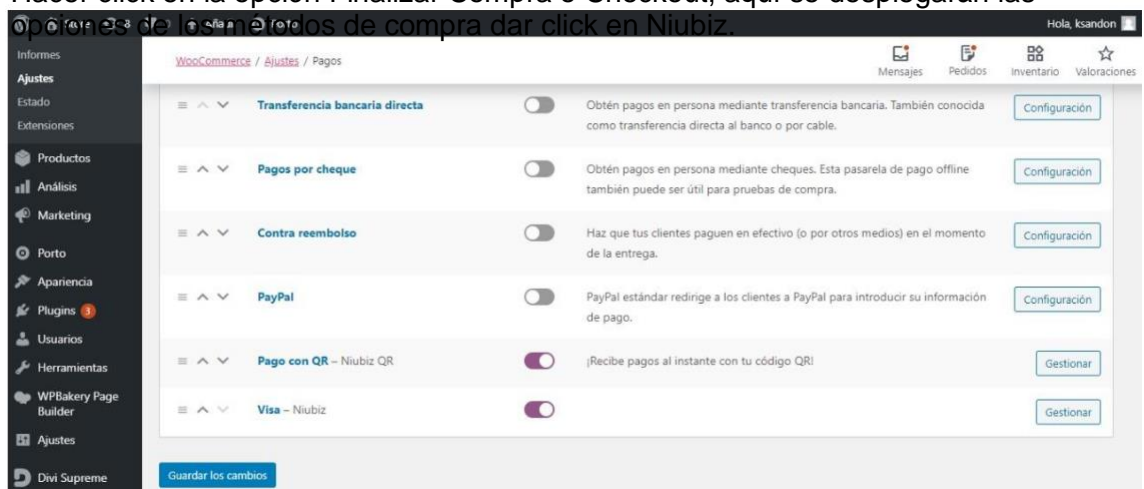 Hacer click en la opción Finalizar Compra o Checkout, aquí se desplegarán las
opciones de los métodos de compra dar click en Niubiz.
Hola, ksandon
Informes
Ajustes
Estado
Extensiones
Productos
Análisis
Marketing
Porto
Apariencia
Plugins 3
Usuarios
Herramientas
WPBakery Page
Builder
Ajustes
Divi Supreme
WooCommerce / Ajustes / Pagos
Mensajes
Pedidos
Inventario
Valoraciones
Transferencia bancaria directa
Obtén pagos en persona mediante transferencia bancaria. También conocida
como transferencia directa al banco o por cable.
Configuración
Pagos por cheque
Obtén pagos en persona mediante cheques. Esta pasarela de pago offline
también puede ser útil para pruebas de compra.
Configuración
Contra reembolso
Haz que tus clientes paguen en efectivo (o por otros medios) en el momento
de la entrega.
Configuración
PayPal
PayPal estándar redirige a los clientes a PayPal para introducir su información
de pago.
Configuración
Pago con QR – Niubiz QR
¡Recibe pagos al instante con tu código QR!
Gestionar
Visa – Niubiz
Gestionar
Guardar los cambios